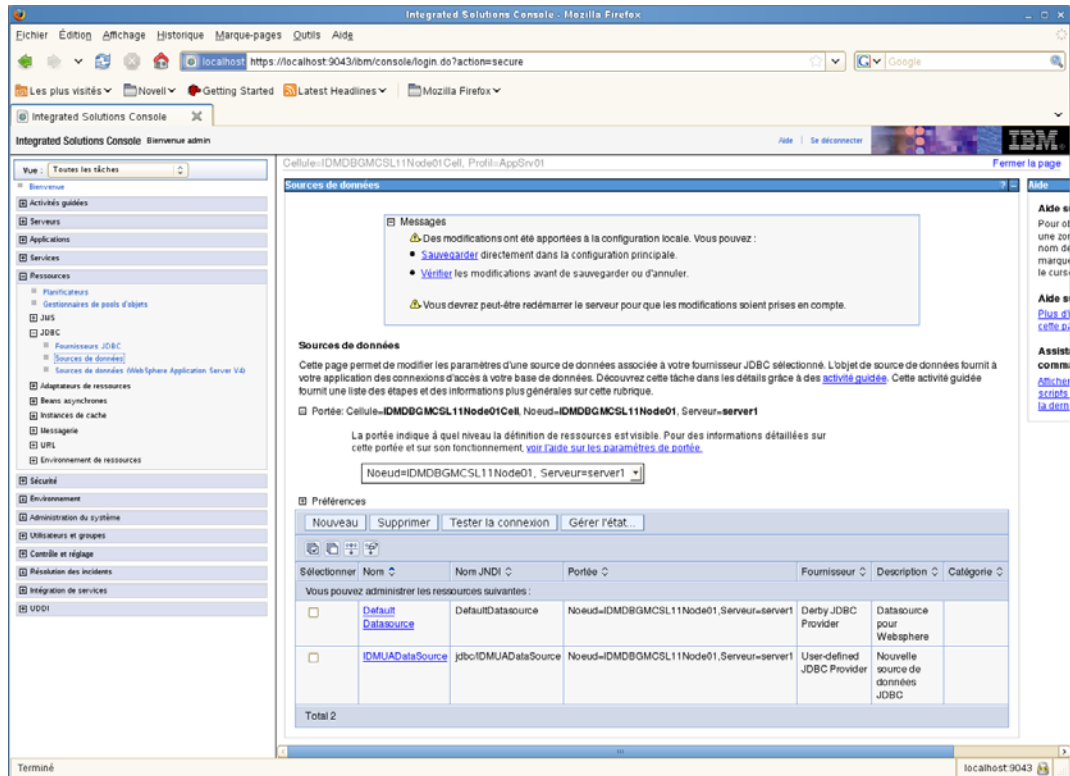 Integrated Solutions Console - Mozilla Firefox
Eichier Édition Affichage Historique Marque-pages Outils Aide
localhost https://localhost:9043/ibm/console/login.do?action=secure
Google
Les plus visités Novell Getting Started Latest Headlines Mozilla Firefox
Integrated Solutions Console
Integrated Solutions Console Bienvenue admin
Aide Se déconnecter
IBM.
Vue : Toutes les tâches
Bienvenue
Activités guidées
Serveurs
Applications
Services
Ressources
Planificateurs
Gestionnaires de pools d'objets
JMS
JDBC
Fournisseurs JDBC
Sources de données
Sources de données (WebSphere Application Server V4)
Adaptateurs de ressources
Beans asynchrones
Instances de cache
Messagerie
URL
Environnement de ressources
Sécurité
Environnement
Administration du système
Utilisateurs et groupes
Contrôle et réglage
Résolution des incidents
Intégration de services
UDDI
Cellule=IDMDBGMCSL11Node01Cell, Profil=AppSrv01
Fermer la page
Sources de données ? –
Messages
Des modifications ont été apportées à la configuration locale. Vous pouvez :
Sauvegarder directement dans la configuration principale.
Vérifier les modifications avant de sauvegarder ou d'annuler.
Vous devrez peut-être redémarrer le serveur pour que les modifications soient prises en compte.
Sources de données
Cette page permet de modifier les paramètres d'une source de données associée à votre fournisseur JDBC sélectionné. L'objet de source de données fournit à
votre application des connexions d'accès à votre base de données. Découvrez cette tâche dans les détails grâce à des activité guidée. Cette activité guidée
fournit une liste des étapes et des informations plus générales sur cette rubrique.
Portée: Cellule=IDMDBGMCSL11Node01Cell, Noeud=IDMDBGMCSL11Node01, Serveur=server1
La portée indique à quel niveau la définition de ressources est visible. Pour des informations détaillées sur
cette portée et sur son fonctionnement, voir l'aide sur les paramètres de portée.
Noeud=IDMDBGMCSL11Node01, Serveur=server1
Préférences
Nouveau Supprimer Tester la connexion Gérer l'état...
Sélectionner Nom Nom JNDI Portée Fournisseur Description Catégorie
Vous pouvez administrer les ressources suivantes :
Default Datasource DefaultDatasource Noeud=IDMDBGMCSL11Node01,Serveur=server1 Derby JDBC Provider Datasource pour Websphere
IDMUADataSource jdbc/IDMUADataSource Noeud=IDMDBGMCSL11Node01,Serveur=server1 User-defined JDBC Provider Nouvelle source de données JDBC
Total 2
Aide
Aide
Pour
une
nom
marque
le
Aide
Plus
cette
Afficher
scripts
la
Terminé
localhost:9043